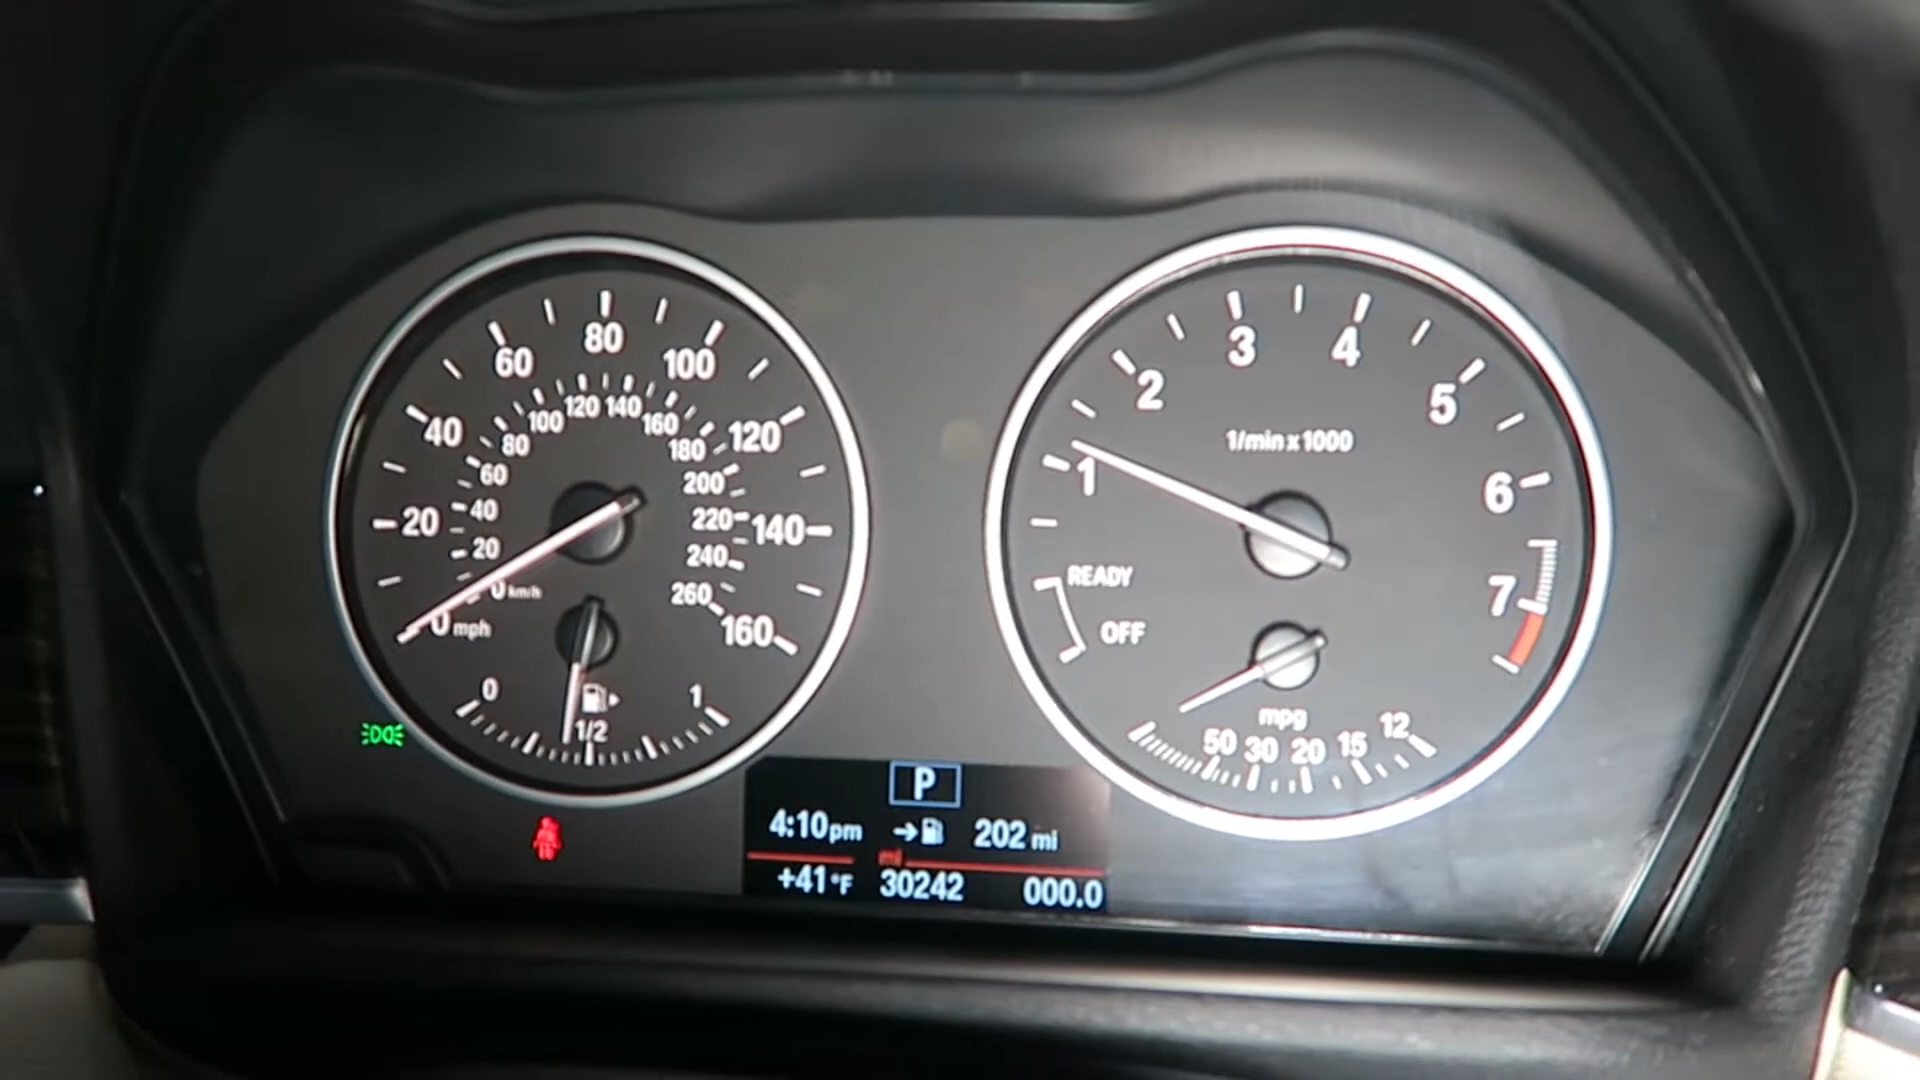 80
60 100
40 120
20 140
0 mph 160
120 140
100 160
80 180
60 200
40 220
20 240
0 km/h 260
0 1
1/2
3 4
2 5
1/min x 1000
1 6
READY 7
OFF
mpg
50 30 20 15 12
P
4:10pm 202 mi
mi
+41°F 30242 000.0